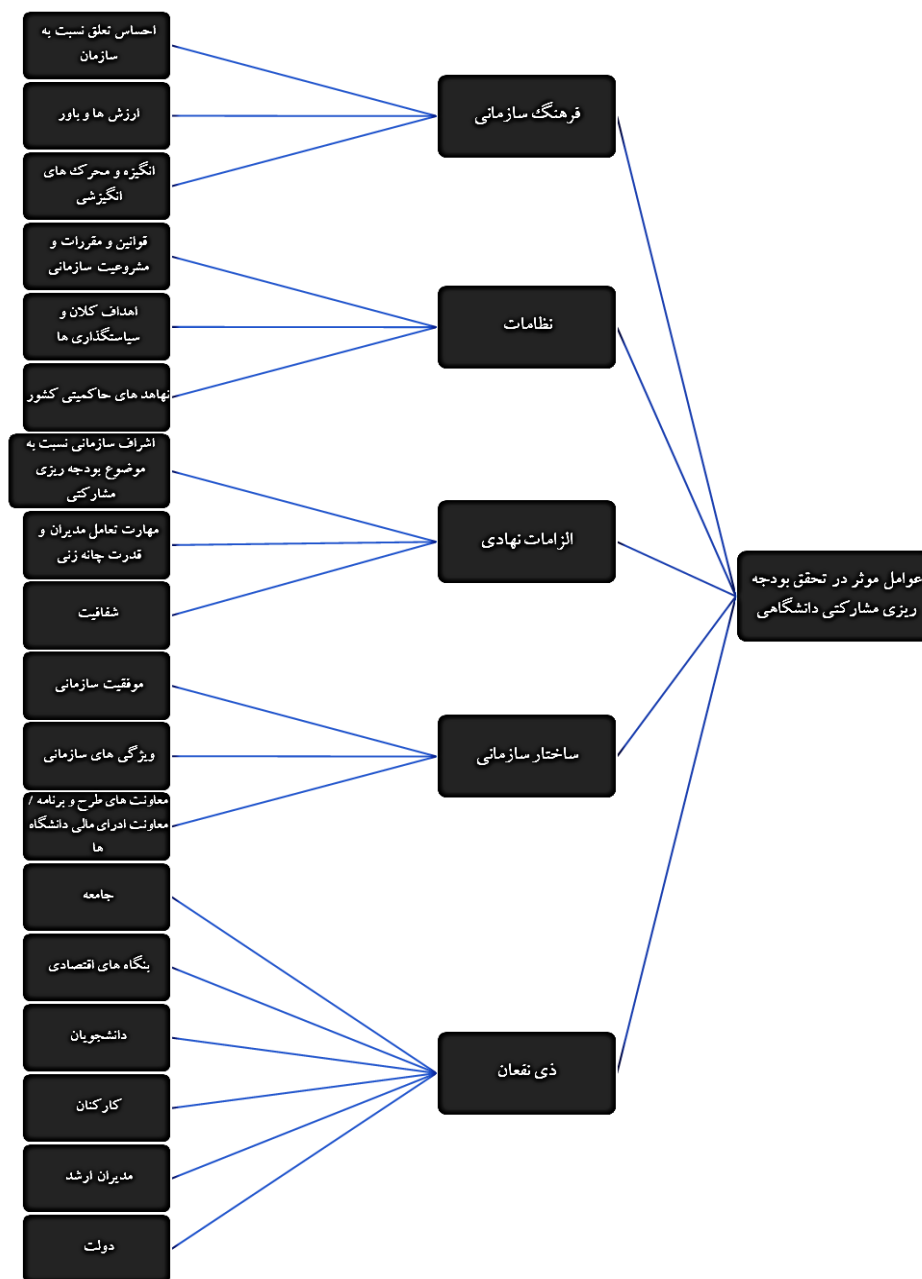 عوامل موثر در تحقق بودجه
ریزی مشارکتی دانشگاهی
فرهنگ سازمانی
احساس تعلق نسبت به
سازمان
ارزش ها و باور
انگیزه و محرک های
انگیزشی
نظامات
قوانین و مقررات و
مشروعیت سازمانی
اهداف کلان و
سیاستگذاری ها
نهاهد های حاکمیتی کشور
الزامات نهادی
اشراف سازمانی نسبت به
موضوع بودجه ریزی
مشارکتی
مهارت تعامل مدیران و
قدرت چانه زنی
شفافیت
ساختار سازمانی
موفقیت سازمانی
ویژگی های سازمانی
معاونت های طرح و برنامه /
معاونت ادرای مالی دانشگاه
ها
ذی نفعان
جامعه
بنگاه های اقتصادی
دانشجویان
کارکنان
مدیران ارشد
دولت